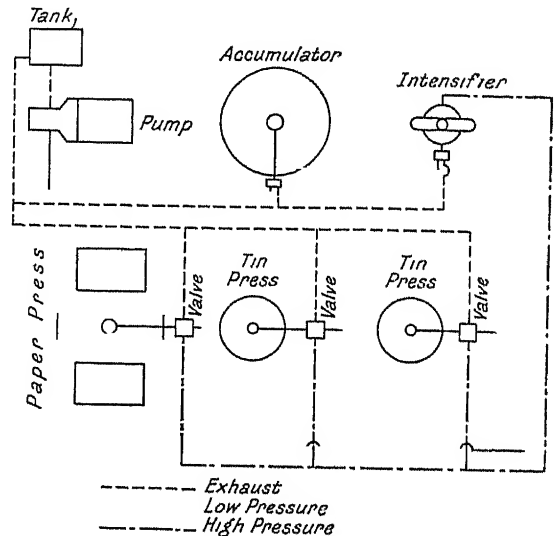 Tank,
Accumulator
Intensifier
Pump
Tin
Press
Tin
Press
Paper Press
Valve
Valve
Valve
Exhaust
Low Pressure
High Pressure